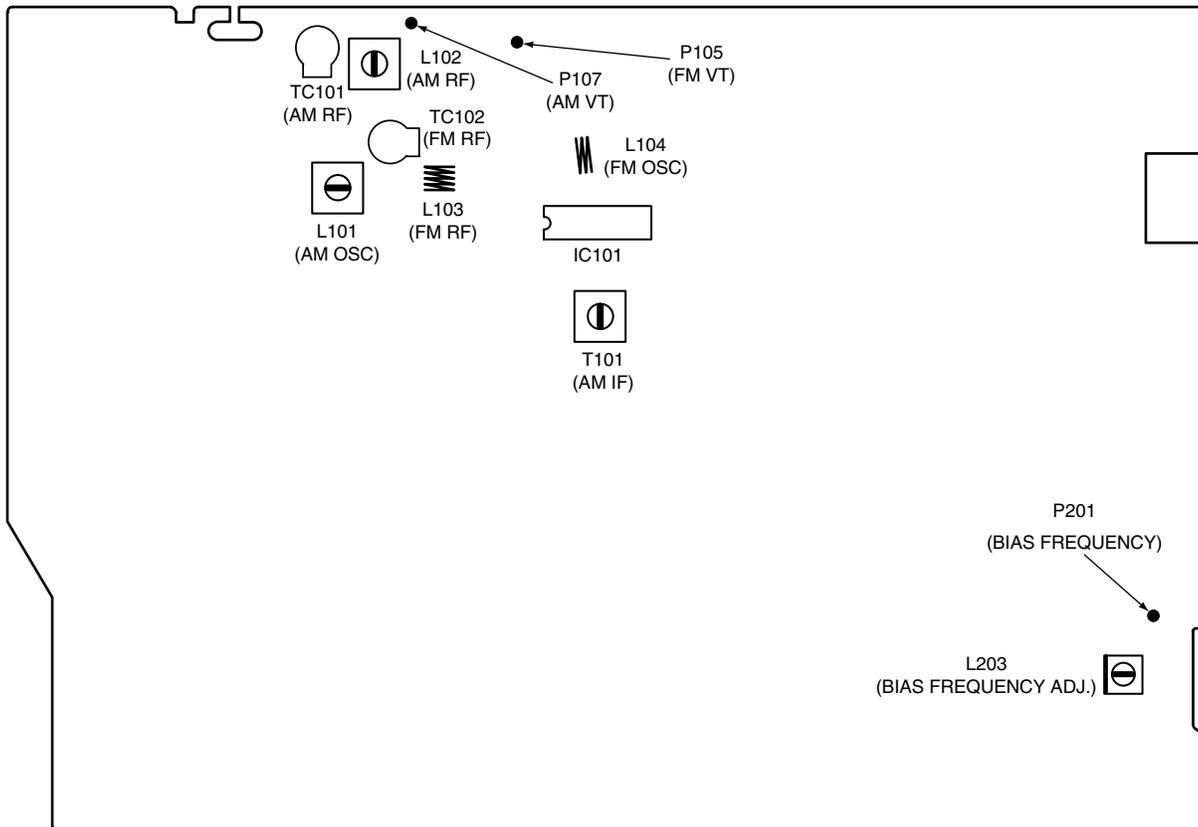 L102
(AM RF)
P105
(FM VT)
P107
(AM VT)
TC101
(AM RF)
TC102
(FM RF)
L104
(FM OSC)
L103
(FM RF)
L101
(AM OSC)
IC101
T101
(AM IF)
P201
(BIAS FREQUENCY)
L203
(BIAS FREQUENCY ADJ.)